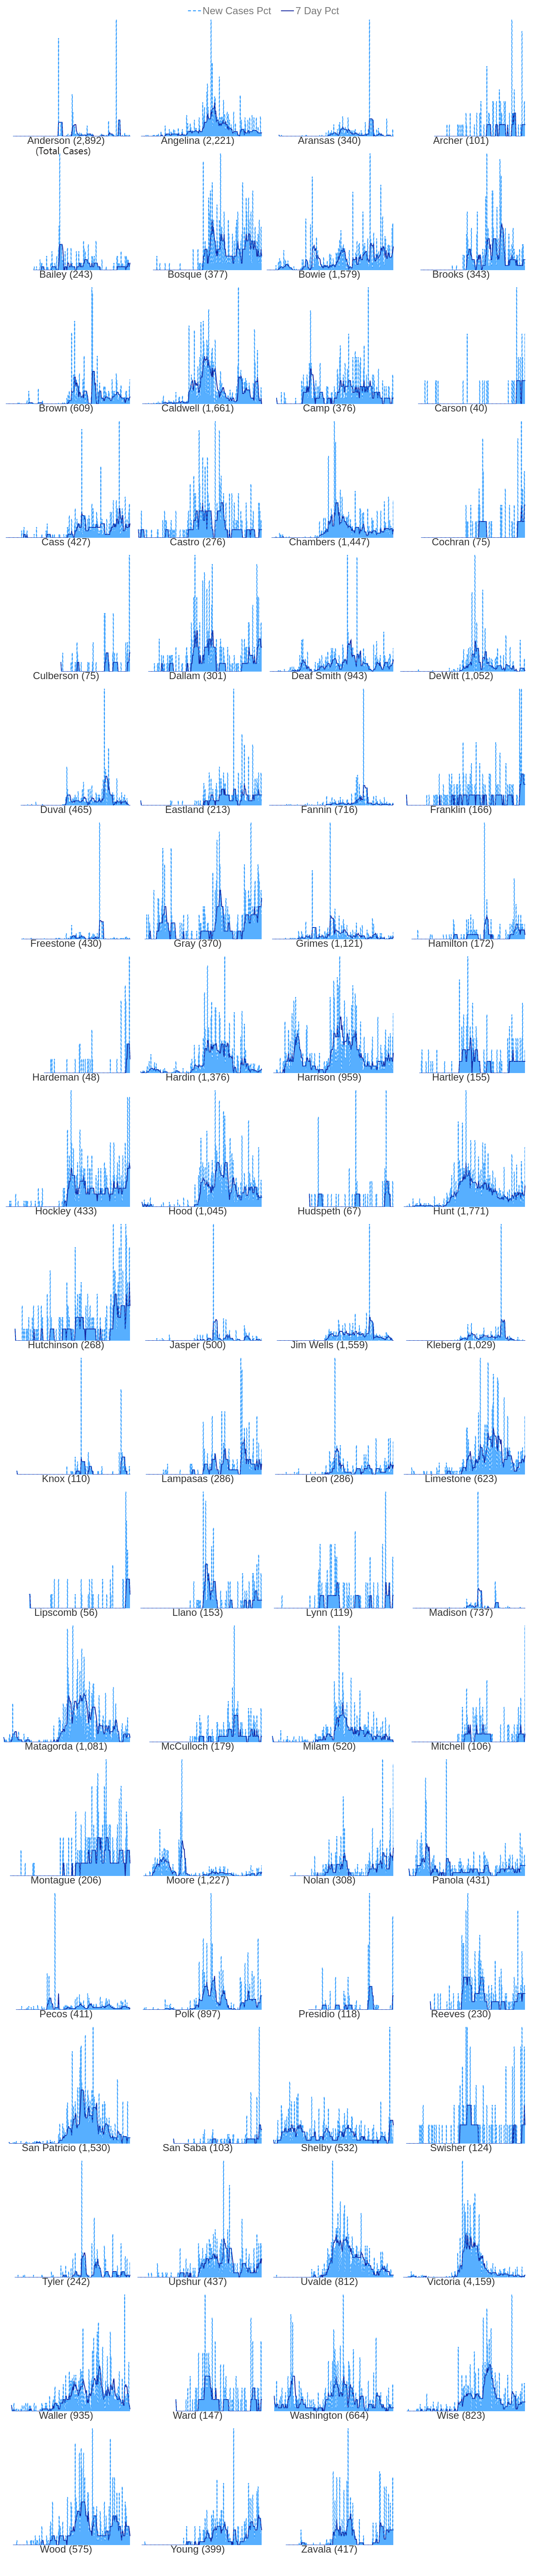 New Cases Pct 7 Day Pct
Anderson (2,892) Angelina (2,221) Aransas (340) Archer (101)
(Total Cases)
Bailey (243) Bosque (377) Bowie (1,579) Brooks (343)
Brown (609) Caldwell (1,661) Camp (376) Carson (40)
Cass (427) Castro (276) Chambers (1,447) Cochran (75)
Culberson (75) Dallam (301) Deaf Smith (943) DeWitt (1,052)
Duval (465) Eastland (213) Fannin (716) Franklin (166)
Freestone (430) Gray (370) Grimes (1,121) Hamilton (172)
Hardeman (48) Hardin (1,376) Harrison (959) Hartley (155)
Hockley (433) Hood (1,045) Hudspeth (67) Hunt (1,771)
Hutchinson (268) Jasper (500) Jim Wells (1,559) Kleberg (1,029)
Knox (110) Lampasas (286) Leon (286) Limestone (623)
Lipscomb (56) Llano (153) Lynn (119) Madison (737)
Matagorda (1,081) McCulloch (179) Milam (520) Mitchell (106)
Montague (206) Moore (1,227) Nolan (308) Panola (431)
Pecos (411) Polk (897) Presidio (118) Reeves (230)
San Patricio (1,530) San Saba (103) Shelby (532) Swisher (124)
Tyler (242) Upshur (437) Uvalde (812) Victoria (4,159)
Waller (935) Ward (147) Washington (664) Wise (823)
Wood (575) Young (399) Zavala (417)